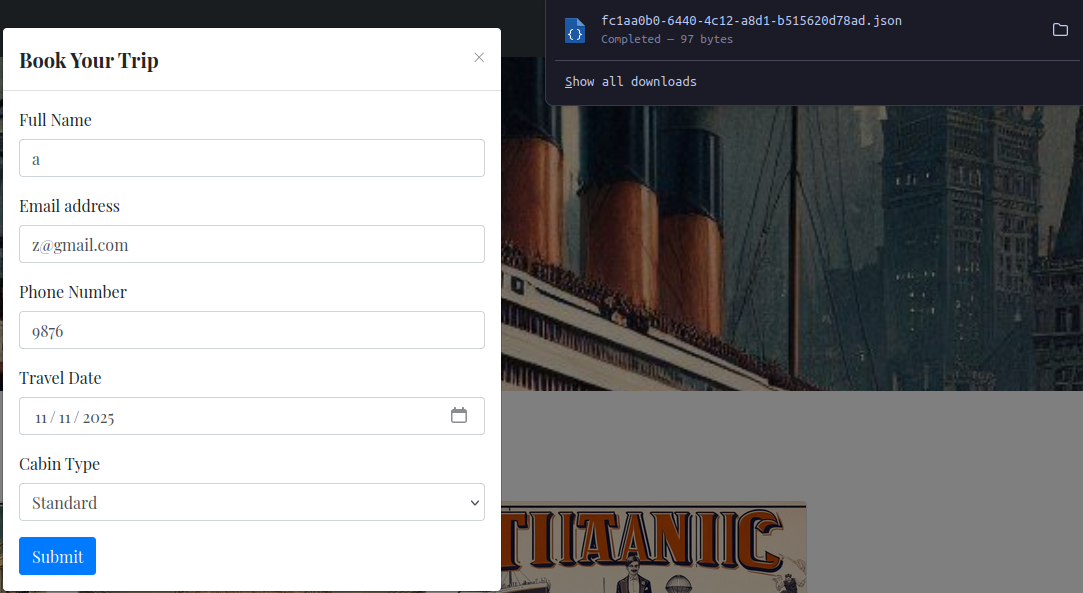 Book Your Trip
×
Full Name
a
Email address
z@gmail.com
Phone Number
9876
Travel Date
11 / 11 / 2025
Cabin Type
Standard
Submit
fc1aa0b0-6440-4c12-a8d1-b515620d78ad.json
Completed — 97 bytes
Show all downloads
TIITANIIC